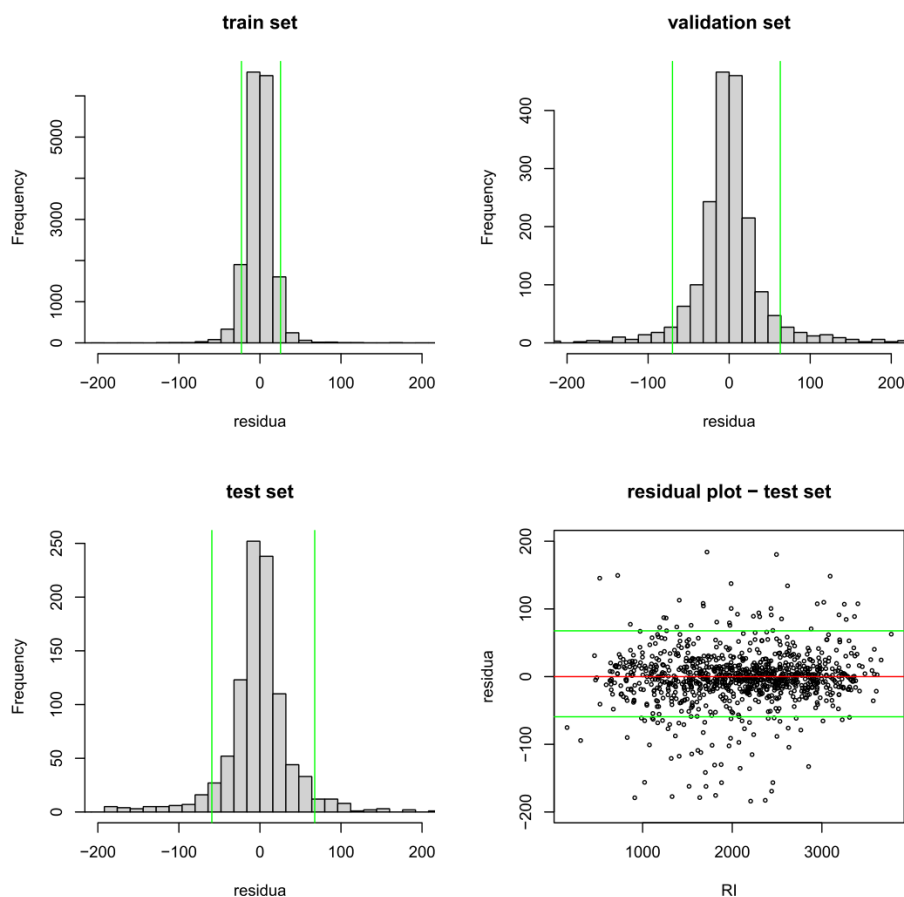 train set
Frequency
0 1000 3000 5000
−200 −100 0 100 200
residua
validation set
Frequency
0 100 200 300 400
−200 −100 0 100 200
residua
test set
Frequency
0 50 100 150 200 250
−200 −100 0 100 200
residua
residual plot − test set
residua
−200 −100 0 100 200
1000 2000 3000
RI